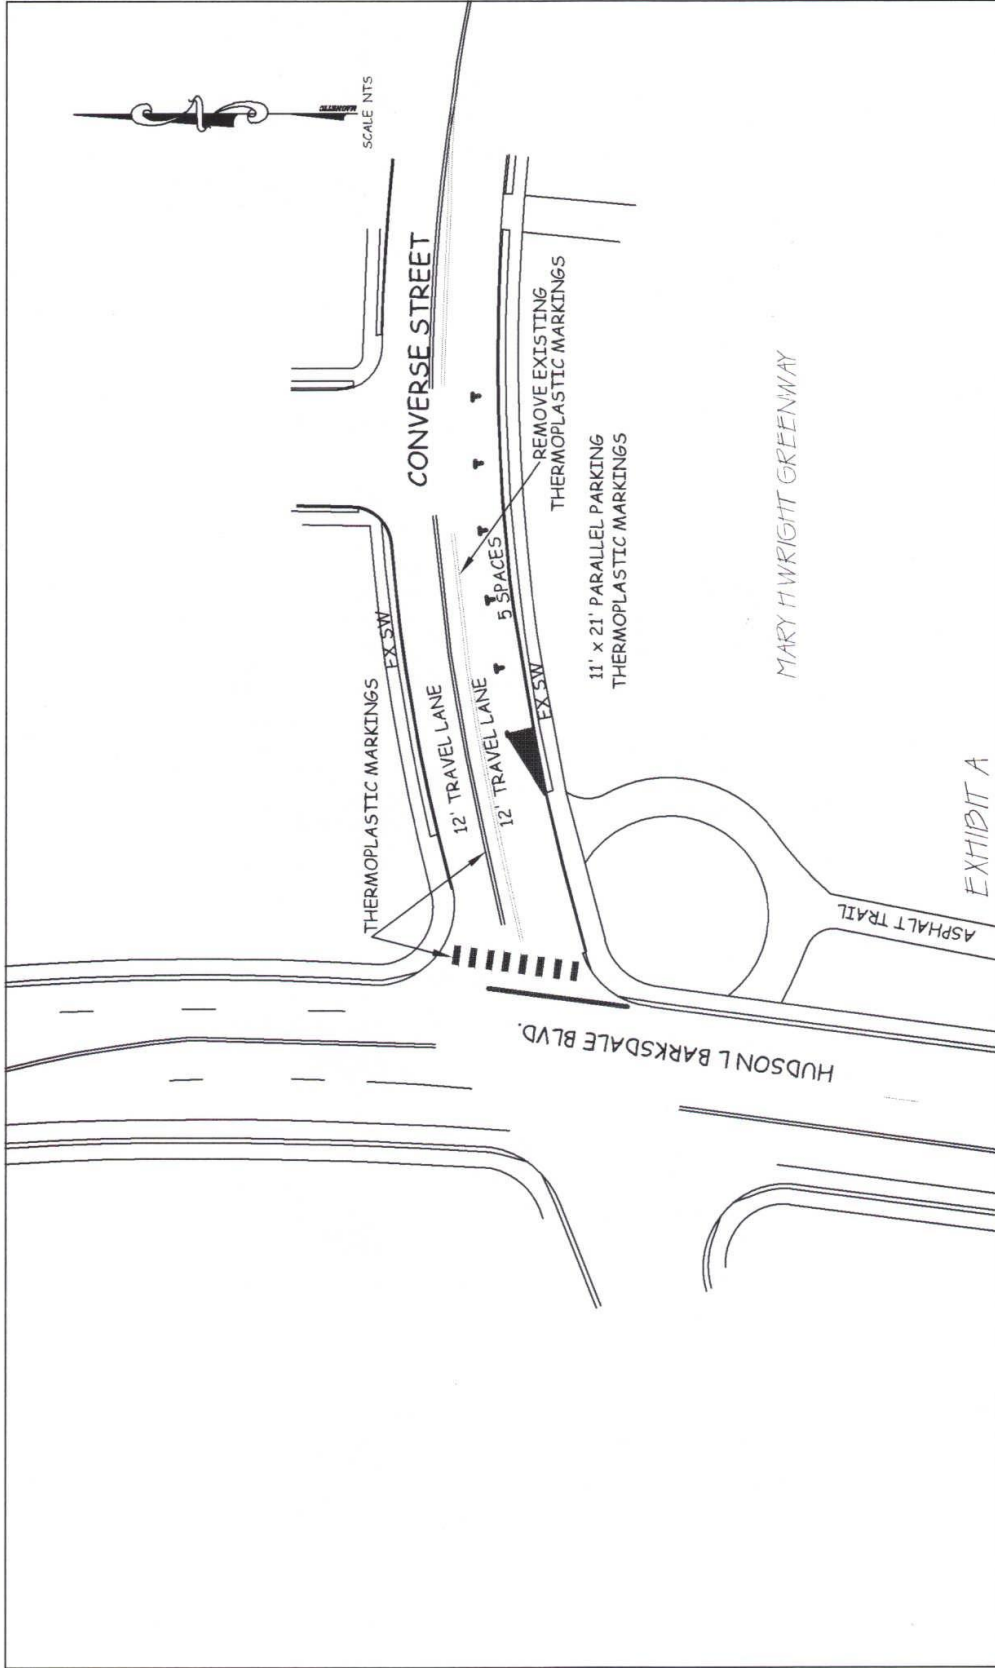 MAGNETIC
SCALE NTS
CONVERSE STREET
REMOVE EXISTING
THERMOPLASTIC MARKINGS
THERMOPLASTIC MARKINGS
EX SW
12' TRAVEL LANE
12' TRAVEL LANE
5 SPACES
EX SW
11' x 21' PARALLEL PARKING
THERMOPLASTIC MARKINGS
MARY H WRIGHT GREENWAY
HUDSON L BARKSDALE BLVD.
ASPHALT TRAIL
EXHIBIT A